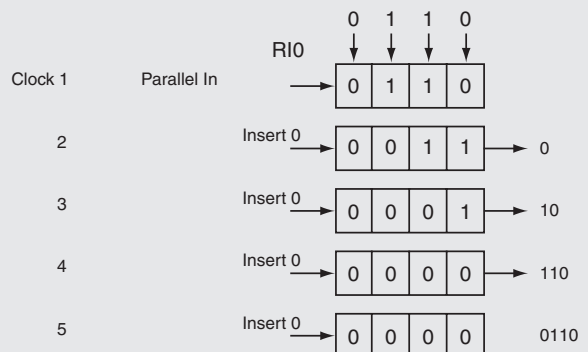 0 1 1 0
RI0
Clock 1 Parallel In 0 1 1 0
2 Insert 0 0 0 1 1 0
3 Insert 0 0 0 0 1 10
4 Insert 0 0 0 0 0 110
5 Insert 0 0 0 0 0 0110